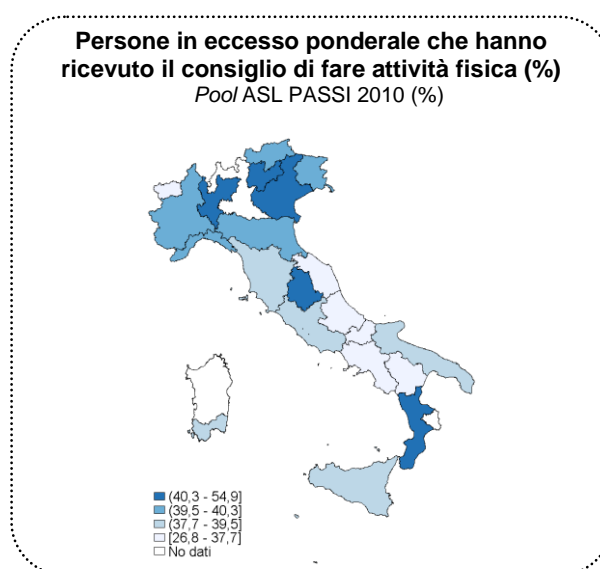 Persone in eccesso ponderale che hanno
ricevuto il consiglio di fare attività fisica (%)
Pool ASL PASSI 2010 (%)
(40,3 - 54,9]
(39,5 - 40,3]
(37,7 - 39,5]
[26,8 - 37,7]
No dati